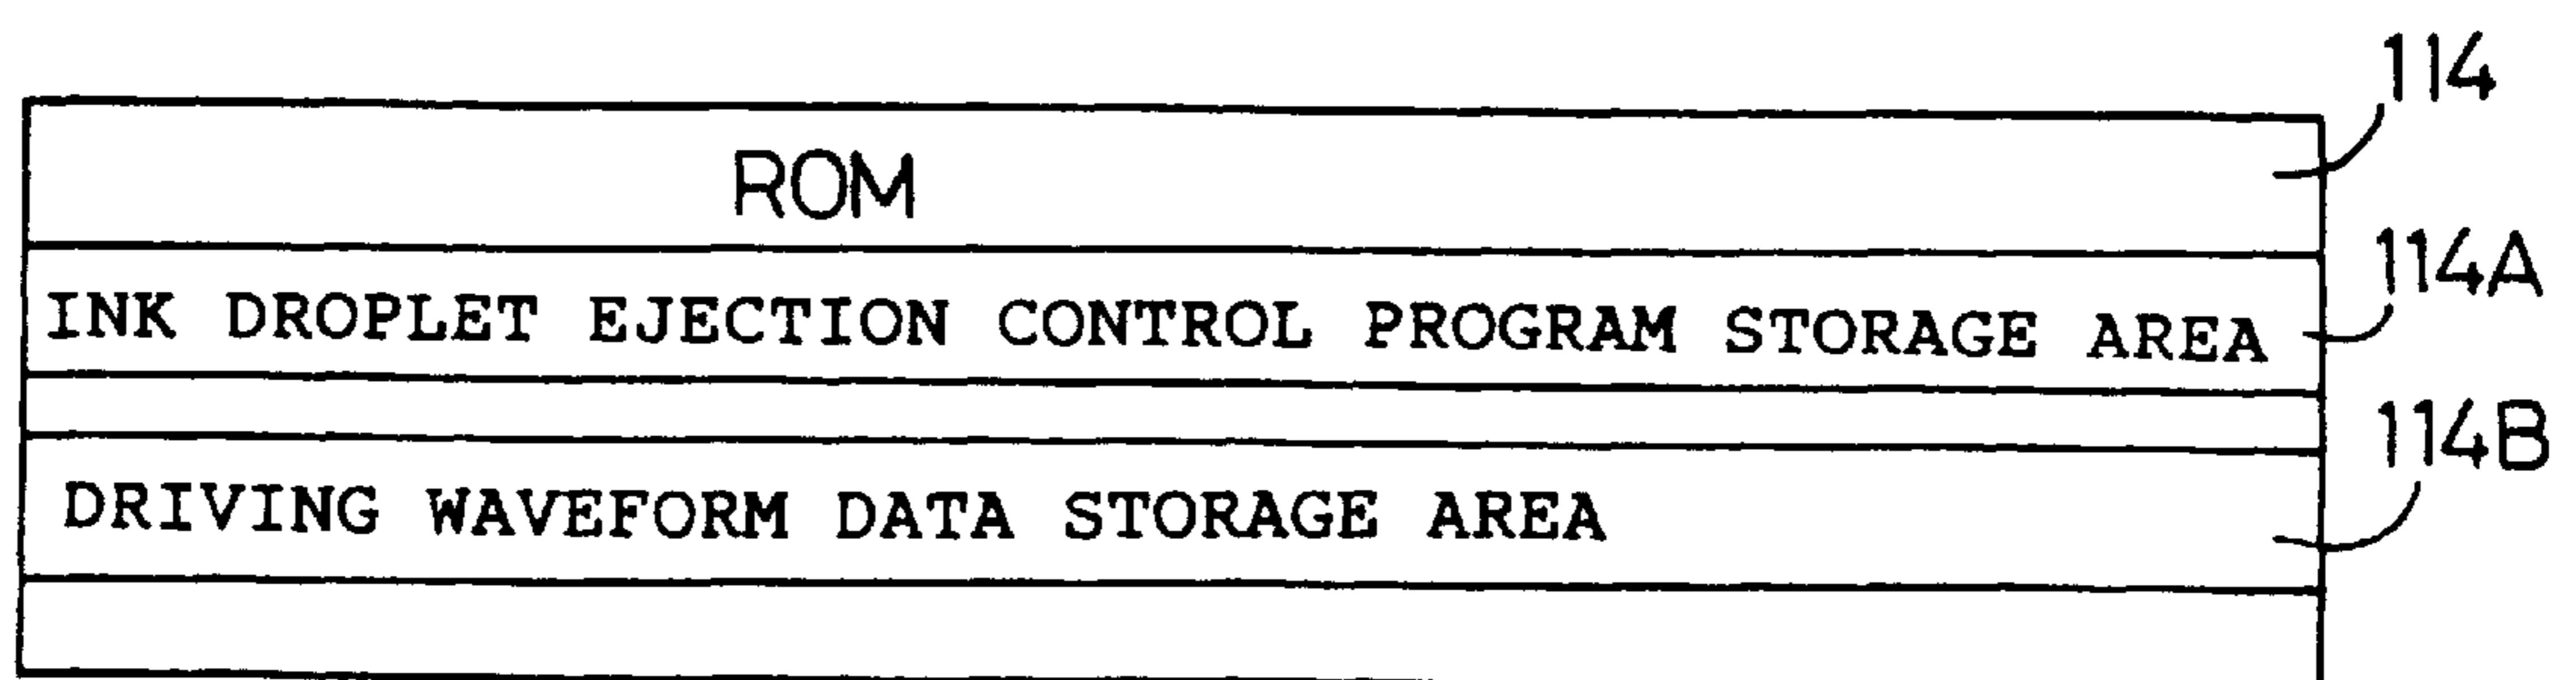 114
ROM
114A
INK DROPLET EJECTION CONTROL PROGRAM STORAGE AREA
114B
DRIVING WAVEFORM DATA STORAGE AREA